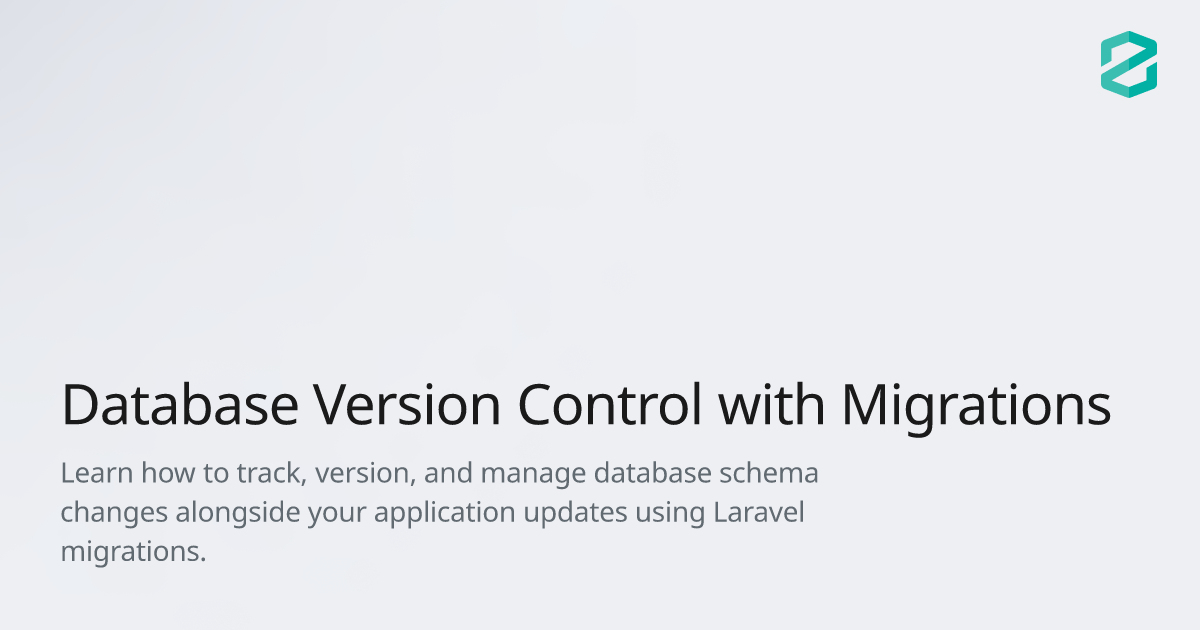 Database Version Control with Migrations
Learn how to track, version, and manage database schema
changes alongside your application updates using Laravel
migrations.